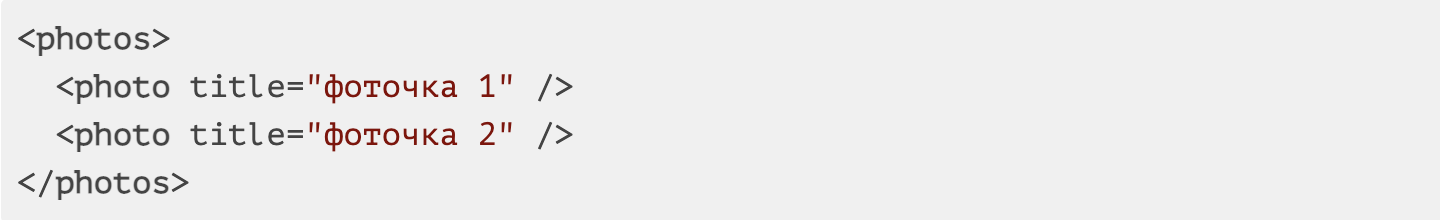 <photos>
  <photo title="фоточка 1" />
  <photo title="фоточка 2" />
</photos>